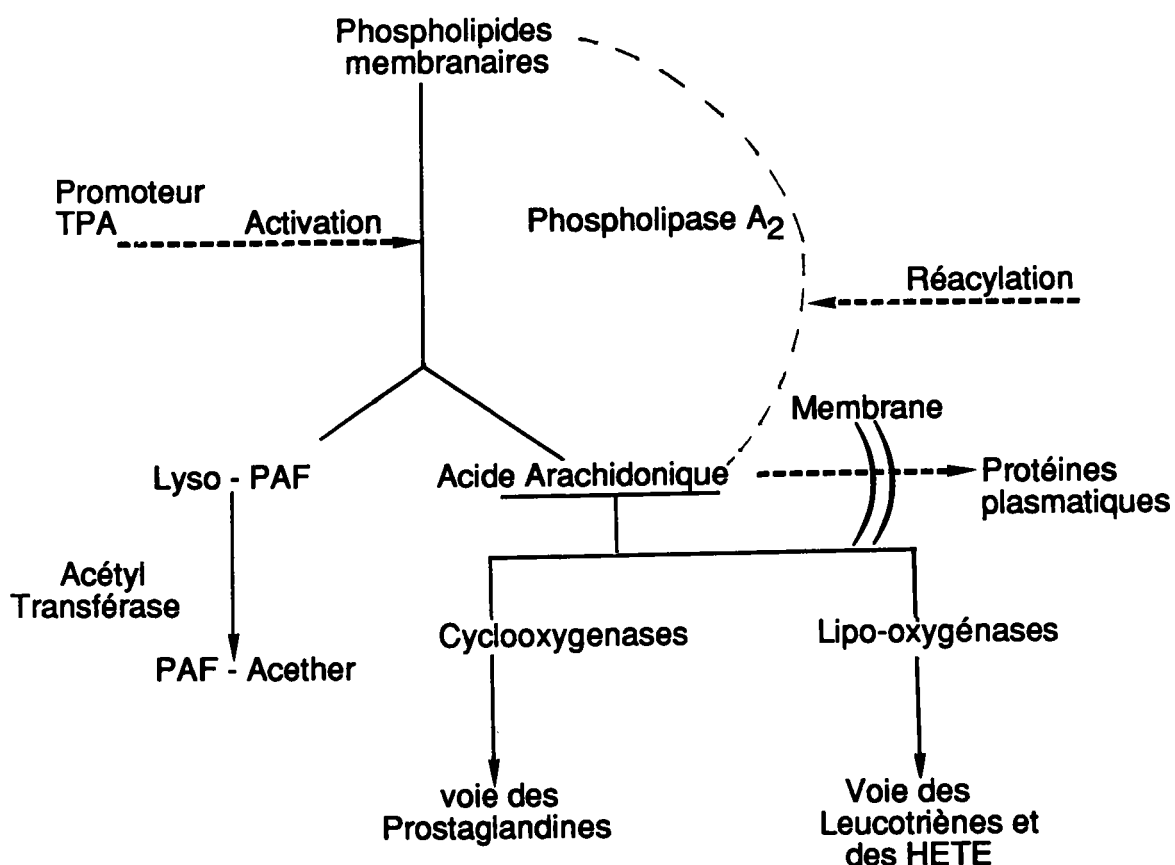 Phospholipides
membranaires
Promoteur
TPA
Activation
Phospholipase A2
Réacylation
Membrane
Lyso - PAF
Acide Arachidonique
Protéines
plasmatiques
Acétyl
Transférase
Cyclooxygenases
Lipo-oxygénases
PAF - Acether
voie des
Prostaglandines
Voie des
Leucotriènes et
des HETE